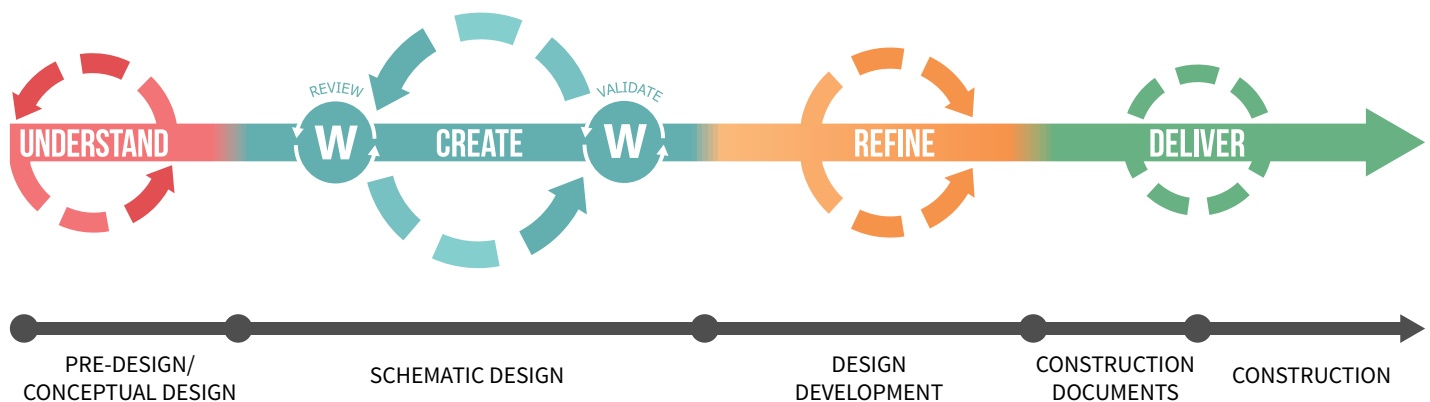 REVIEW
VALIDATE
UNDERSTAND
W
CREATE
W
REFINE
DELIVER
PRE-DESIGN/
CONCEPTUAL DESIGN
SCHEMATIC DESIGN
DESIGN
DEVELOPMENT
CONSTRUCTION
DOCUMENTS
CONSTRUCTION